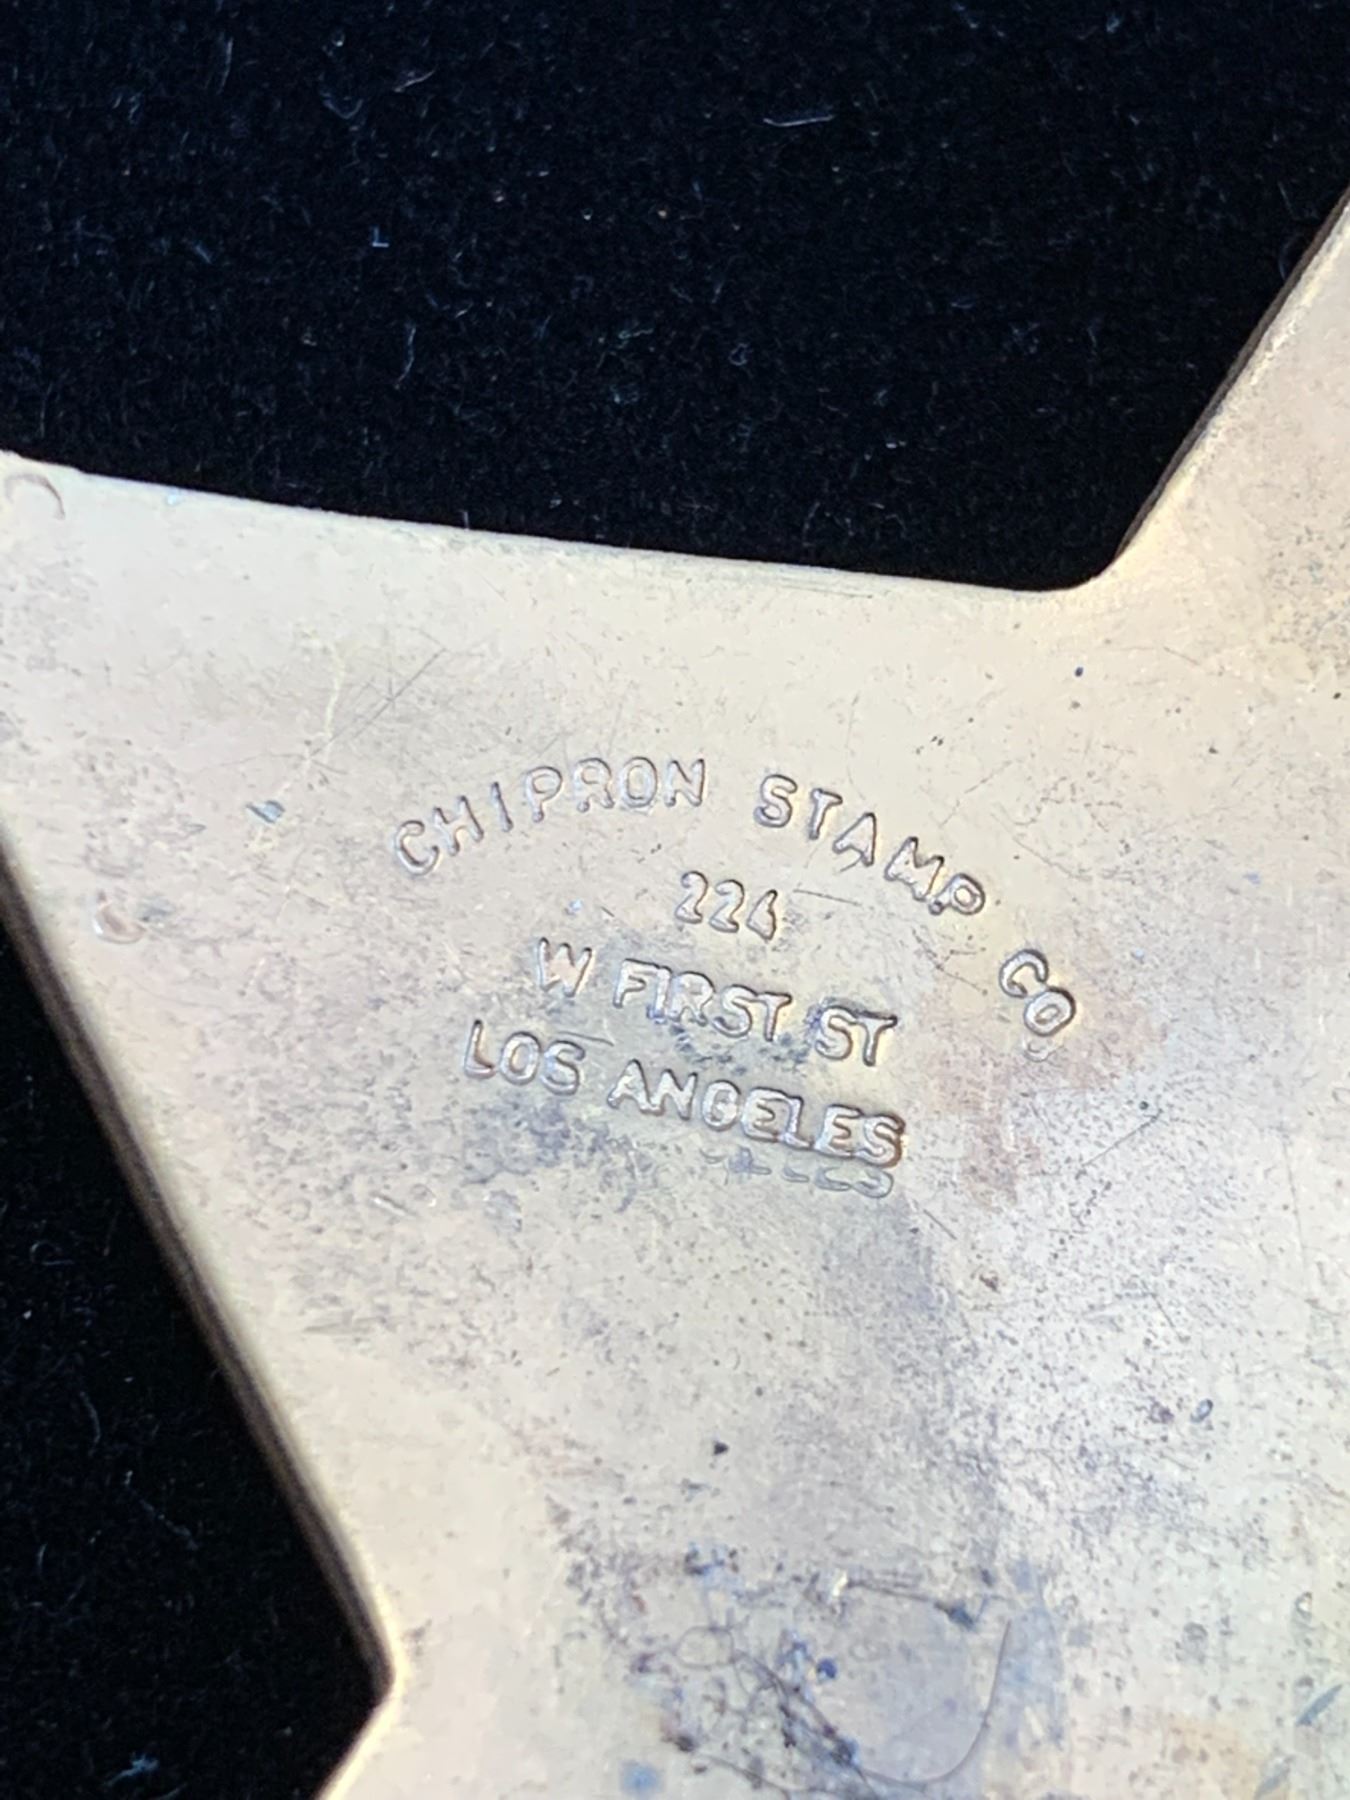 CHIPRON STAMP CO
224
W FIRST ST
LOS ANGELES